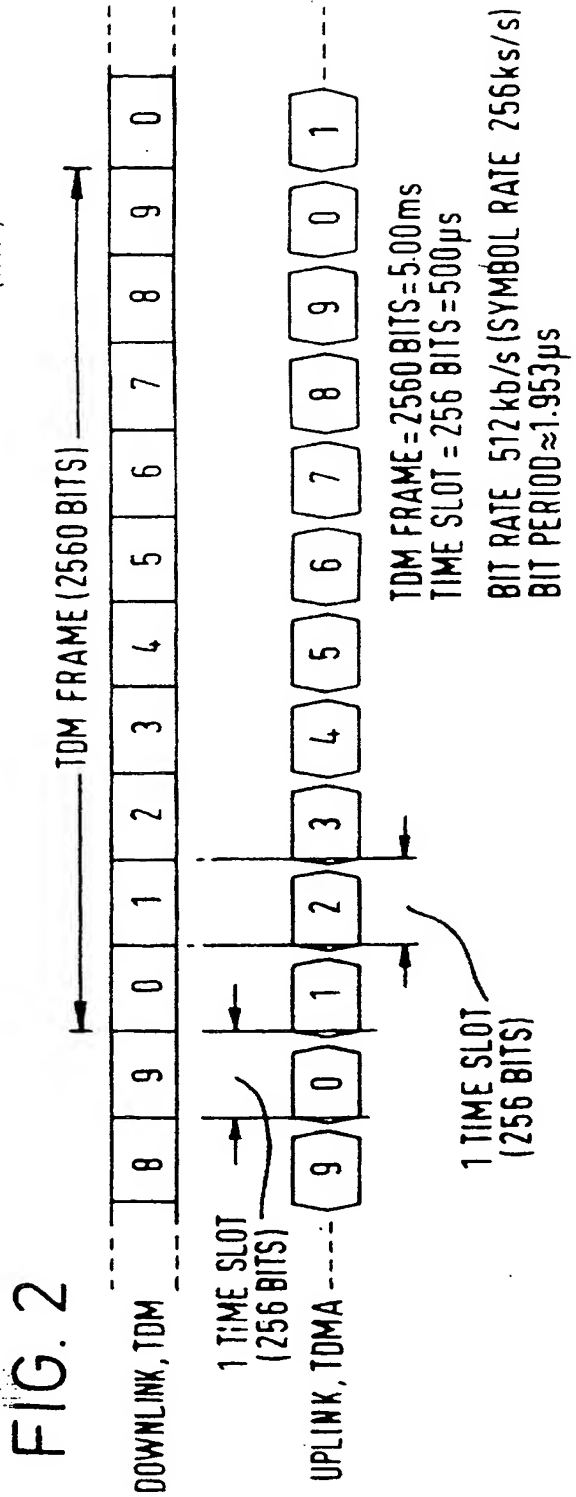 FIG. 2
DOWNLINK, TDM
TDM FRAME (2560 BITS)
8 9 0 1 2 3 4 5 6 7 8 9 0
1 TIME SLOT
(256 BITS)
UPLINK, TDMA
9 0 1 2 3 4 5 6 7 8 9 0 1
1 TIME SLOT
(256 BITS)
TDM FRAME = 2560 BITS = 5.00ms
TIME SLOT = 256 BITS = 500µs
BIT RATE 512kb/s (SYMBOL RATE 256ks/s)
BIT PERIOD ≈ 1.953µs